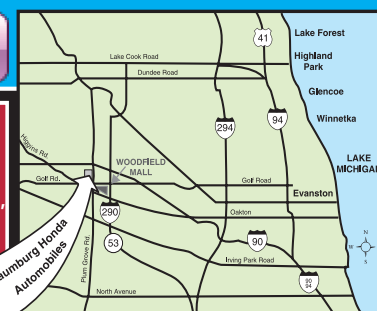 41
Lake Forest
Highland
Park
Lake Cook Road
Dundee Road
Glencoe
294
94
Winnetka
Higgins Rd.
WOODFIELD
MALL
LAKE
MICHIGA
Golf Rd.
Golf Road
Evanston
290
Oakton
53
90
Plum Grove Rd.
umburg Honda
Automobiles
Irving Park Road
90
94
North Avenue
N
W
S